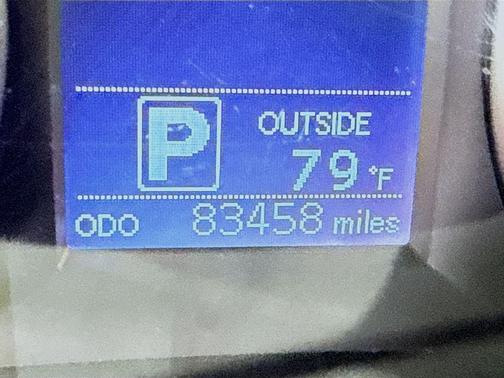 P
OUTSIDE
79 °F
ODO 83458 miles